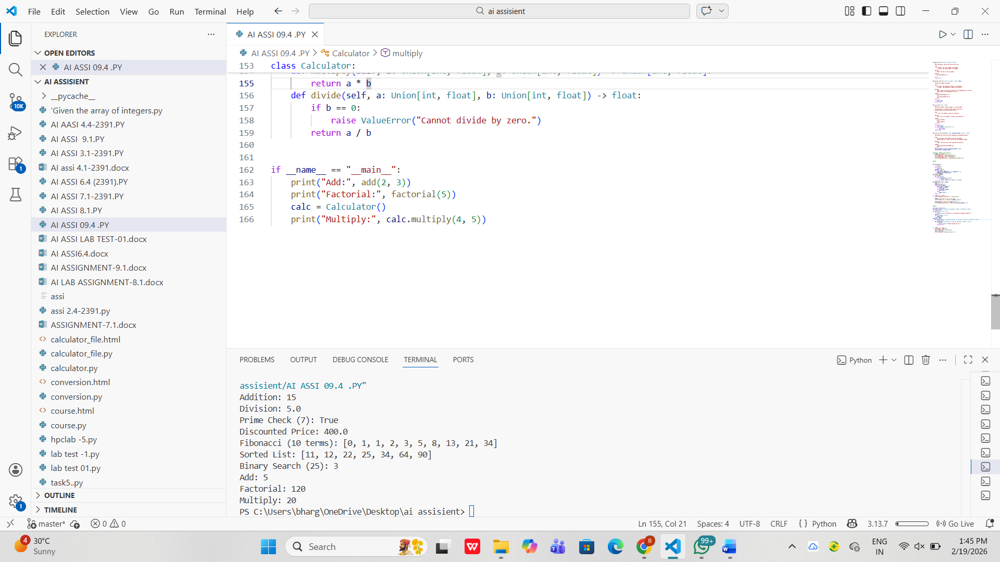 File Edit Selection View Go Run Terminal Help
ai assisient
EXPLORER
OPEN EDITORS
AI ASSI 09.4 .PY
AI ASSISIENT
__pycache__
'Given the array of integers.py
AI AASI 4.4-2391.PY
AI ASSI  9.1.PY
AI ASSI 3.1-2391.PY
AI assi 4.1-2391.docx
AI ASSI 6.4 (2391).PY
AI ASSI 7.1-2391.PY
AI ASSI 8.1.PY
AI ASSI 09.4 .PY
AI ASSI LAB TEST-01.docx
AI ASSI6.4.docx
AI ASSIGNMENT-9.1.docx
AI LAB ASSIGNMENT-8.1.docx
assi
assi 2.4-2391.py
ASSIGNMENT-7.1.docx
calculator_file.html
calculator_file.py
calculator.py
conversion.html
conversion.py
course.html
course.py
hpclab -5.py
lab test -1.py
lab test 01.py
task5..py
OUTLINE
TIMELINE
10K
1
1
AI ASSI 09.4 .PY
AI ASSI 09.4 .PY > Calculator > multiply
153 class Calculator:
155 return a * b
156 def divide(self, a: Union[int, float], b: Union[int, float]) -> float:
157 if b == 0:
158 raise ValueError("Cannot divide by zero.")
159 return a / b
160
161
162 if __name__ == "__main__":
163 print("Add:", add(2, 3))
164 print("Factorial:", factorial(5))
165 calc = Calculator()
166 print("Multiply:", calc.multiply(4, 5))
PROBLEMS OUTPUT DEBUG CONSOLE TERMINAL PORTS
Python
assisient/AI ASSI 09.4 .PY"
Addition: 15
Division: 5.0
Prime Check (7): True
Discounted Price: 400.0
Fibonacci (10 terms): [0, 1, 1, 2, 3, 5, 8, 13, 21, 34]
Sorted List: [11, 12, 22, 25, 34, 64, 90]
Binary Search (25): 3
Add: 5
Factorial: 120
Multiply: 20
PS C:\Users\bharg\OneDrive\Desktop\ai assisient>
master* 0 0
Ln 155, Col 21 Spaces: 4 UTF-8 CRLF { } Python 3.13.7 Go Live
4
30°C
Sunny
Search
B
99+
ENG
IN
1:45 PM
2/19/2026